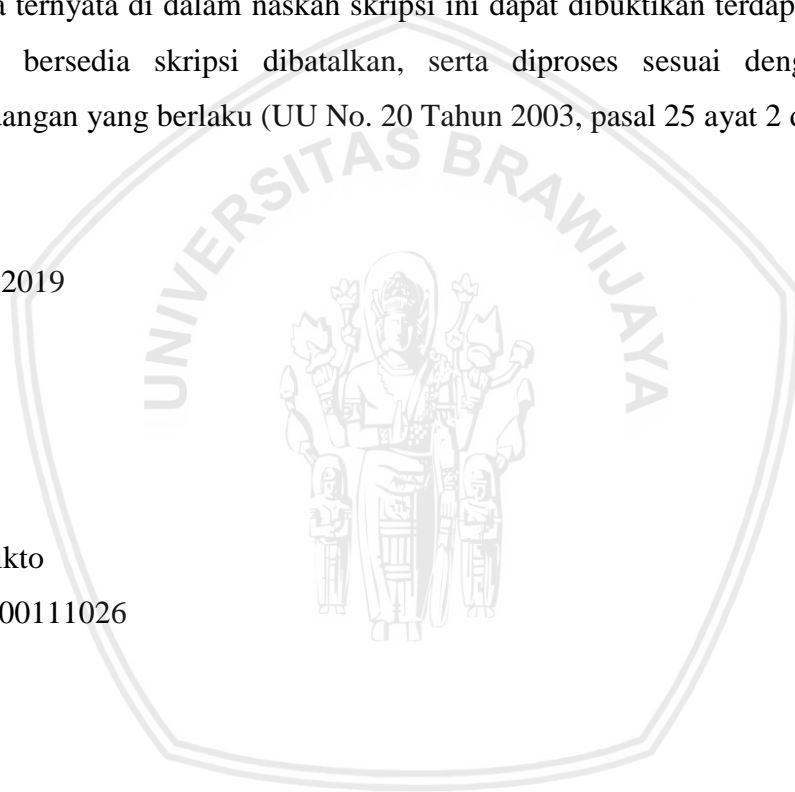 a ternyata di dalam naskah skripsi ini dapat dibuktikan terdap
bersedia skripsi dibatalkan, serta diproses sesuai deng
dangan yang berlaku (UU No. 20 Tahun 2003, pasal 25 ayat 2 d
UNIVERSITAS BRAWIJAYA
2019
kto
00111026